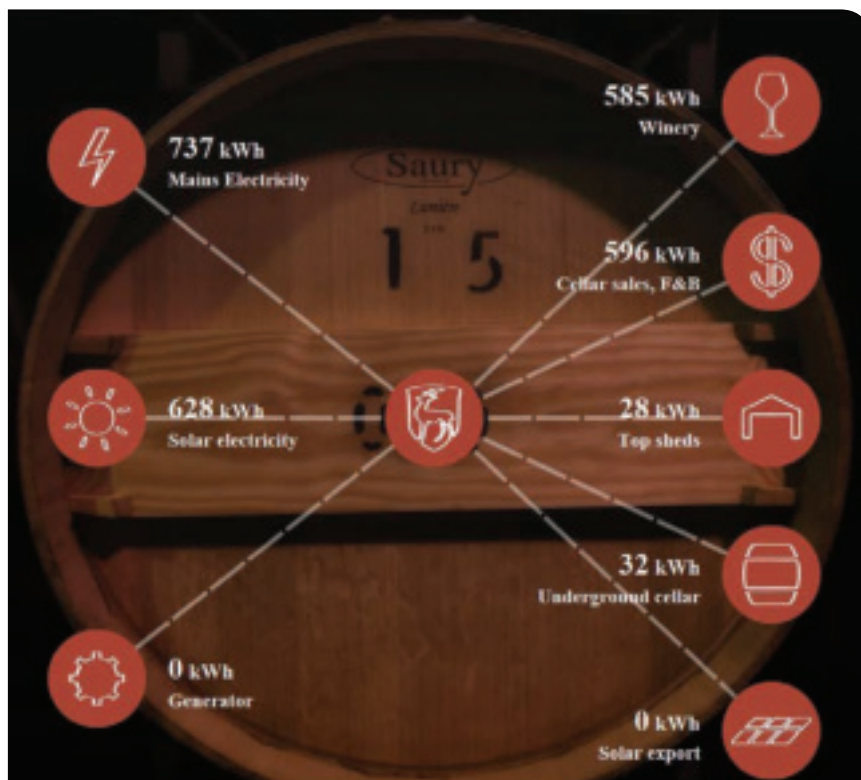 737 kWh
Mains Electricity
628 kWh
Solar electricity
0 kWh
Generator
Saury
1 5
585 kWh
Winery
596 kWh
Cellar sales, F&B
28 kWh
Top sheds
32 kWh
Underground cellar
0 kWh
Solar export